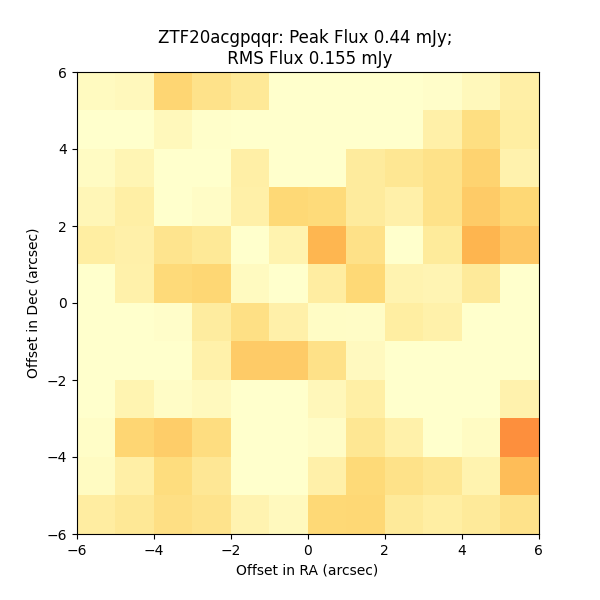 ZTF20acgpqqr: Peak Flux 0.44 mJy;
RMS Flux 0.155 mJy
6
4
2
0
−2
−4
−6
Offset in Dec (arcsec)
−6 −4 −2 0 2 4 6
Offset in RA (arcsec)